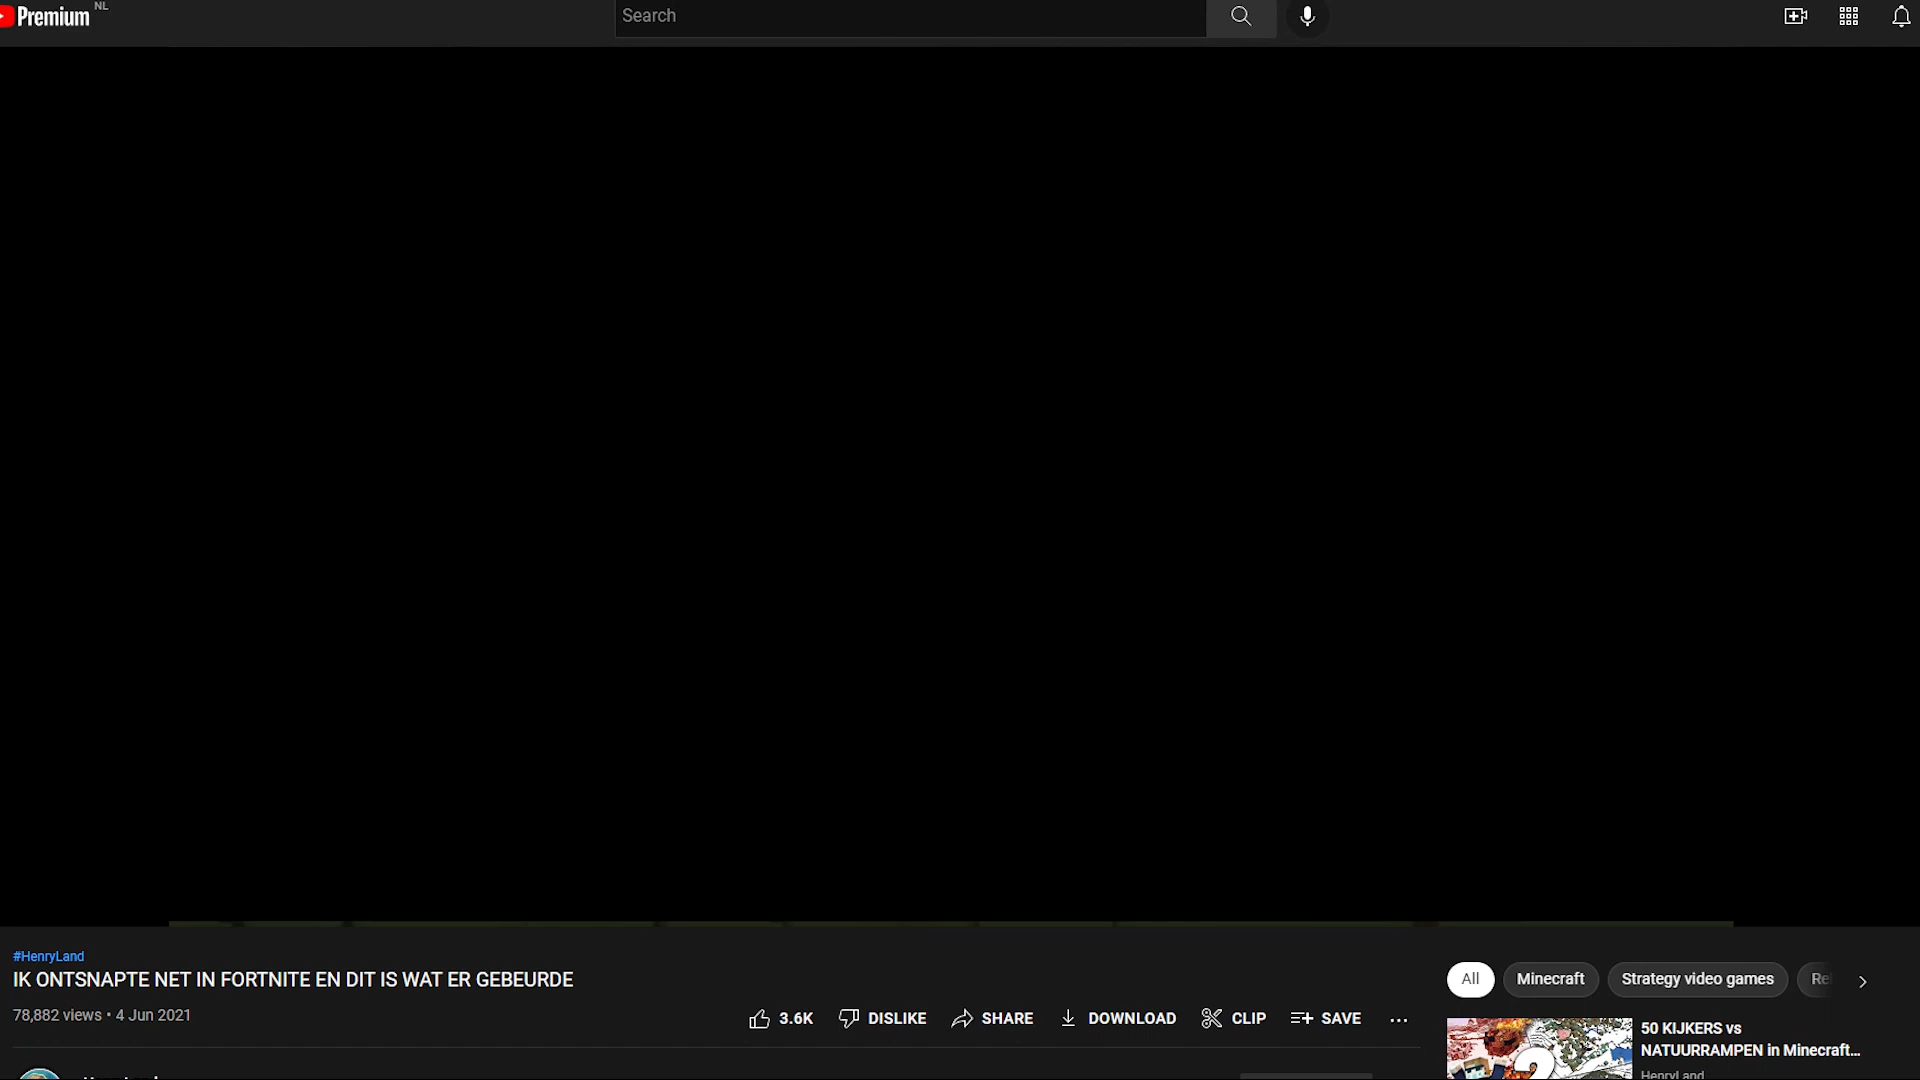 Premium NL
Search
#HenryLand
IK ONTSNAPTE NET IN FORTNITE EN DIT IS WAT ER GEBEURDE
78,882 views • 4 Jun 2021
3.6K DISLIKE SHARE DOWNLOAD CLIP SAVE
All Minecraft Strategy video games
50 KIJKERS vs
NATUURRAMPEN in Minecraft...
HenryLand
2